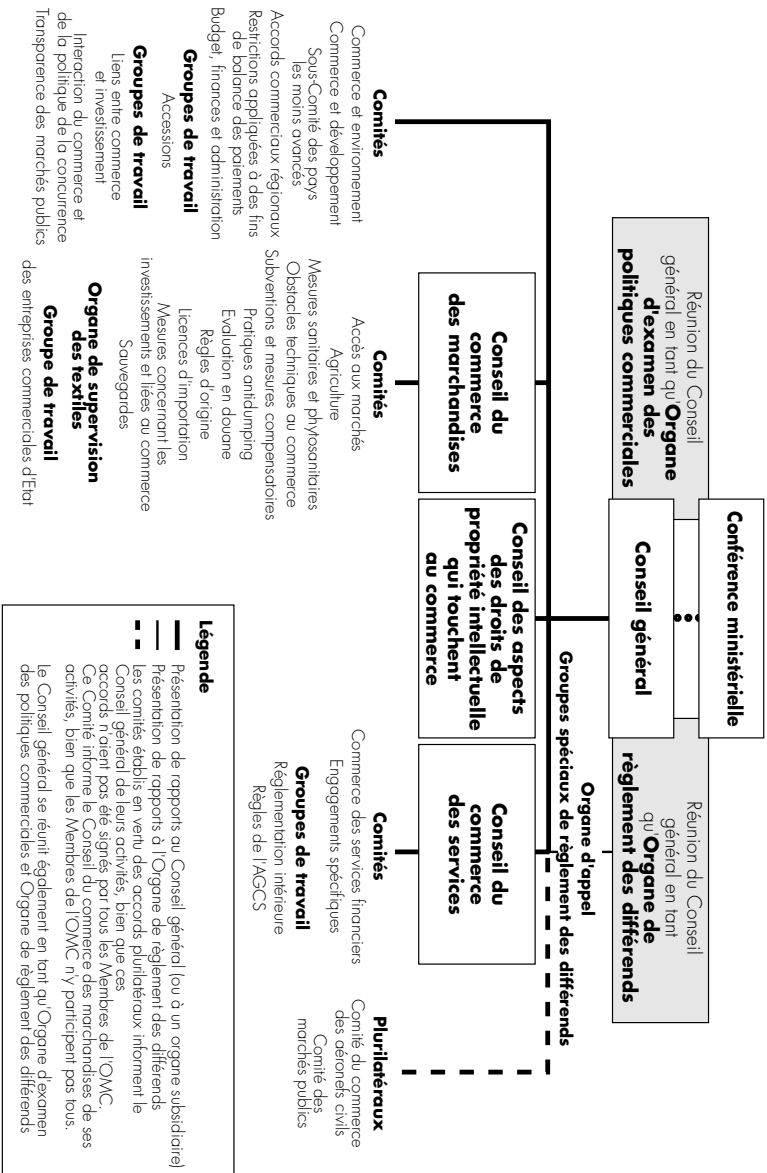 Conférence ministérielle
Réunion du Conseil
général en tant qu'Organe
d'examen des
politiques commerciales
Conseil général
Réunion du Conseil
général en tant
qu'Organe de
règlement des différends
Organe d'appel
Groupes spéciaux de règlement des différends
Comités
Commerce et environnement
Commerce et développement
Sous-Comité des pays
les moins avancés
Accords commerciaux régionaux
Restrictions appliquées à des fins
de balance des paiements
Budget, finances et administration
Groupes de travail
Accessions
Groupes de travail
Liens entre commerce
et investissement
Interaction du commerce et
de la politique de la concurrence
Transparence des marchés publics
Conseil du
commerce
des marchandises
Comités
Accès aux marchés
Agriculture
Mesures sanitaires et phytosanitaires
Obstacles techniques au commerce
Subventions et mesures compensatoires
Pratiques antidumping
Evaluation en douane
Règles d'origine
Licences d'importation
Mesures concernant les
investissements et liées au commerce
Sauvegardes
Organe de supervision
des textiles
Groupe de travail
des entreprises commerciales d'Etat
Conseil des aspects
des droits de
propriété intellectuelle
qui touchent
au commerce
Conseil du
commerce
des services
Comités
Commerce des services financiers
Engagements spécifiques
Groupes de travail
Réglementation intérieure
Règles de l'AGCS
Plurilatéraux
Comité du commerce
des aéronefs civils
Comité des
marchés publics
Légende
Présentation de rapports au Conseil général (ou à un organe subsidiaire)
Présentation de rapports à l'Organe de règlement des différends
Les comités établis en vertu des accords plurilatéraux informent le
Conseil général de leurs activités, bien que ces
accords n'aient pas été signés par tous les Membres de l'OMC.
Ce Comité informe le Conseil du commerce des marchandises de ses
activités, bien que les Membres de l'OMC n'y participent pas tous.
le Conseil général se réunit également en tant qu'Organe d'examen
des politiques commerciales et Organe de règlement des différends